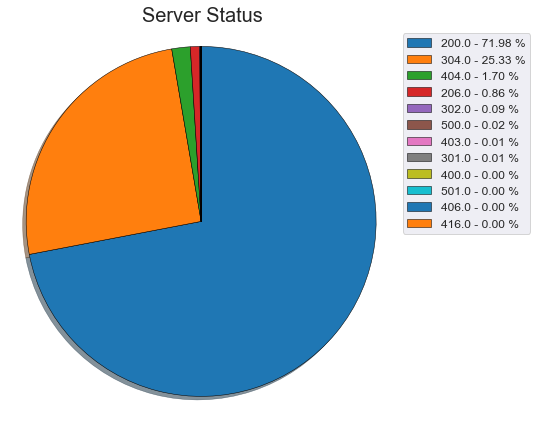 Server Status
200.0 - 71.98 %
304.0 - 25.33 %
404.0 - 1.70 %
206.0 - 0.86 %
302.0 - 0.09 %
500.0 - 0.02 %
403.0 - 0.01 %
301.0 - 0.01 %
400.0 - 0.00 %
501.0 - 0.00 %
406.0 - 0.00 %
416.0 - 0.00 %